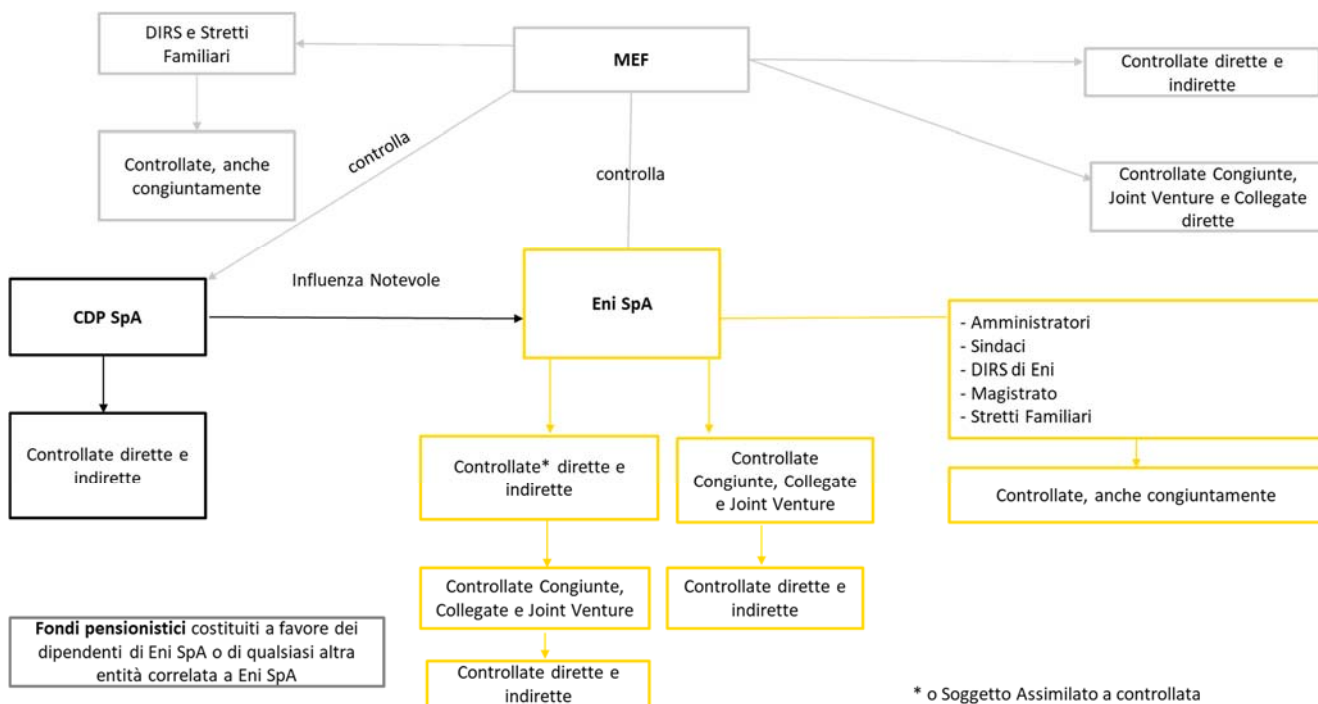 DIRS e Stretti
Familiari
MEF
Controllate dirette e
indirette
Controllate, anche
congiuntamente
controlla
controlla
Controllate Congiunte,
Joint Venture e Collegate
dirette
Influenza Notevole
CDP SpA
Eni SpA
- Amministratori
- Sindaci
- DIRS di Eni
- Magistrato
- Stretti Familiari
Controllate dirette e
indirette
Controllate* dirette e
indirette
Controllate
Congiunte, Collegate
e Joint Venture
Controllate, anche congiuntamente
Controllate Congiunte,
Collegate e Joint Venture
Controllate dirette e
indirette
Fondi pensionistici costituiti a favore dei
dipendenti di Eni SpA o di qualsiasi altra
entità correlata a Eni SpA
Controllate dirette e
indirette
* o Soggetto Assimilato a controllata